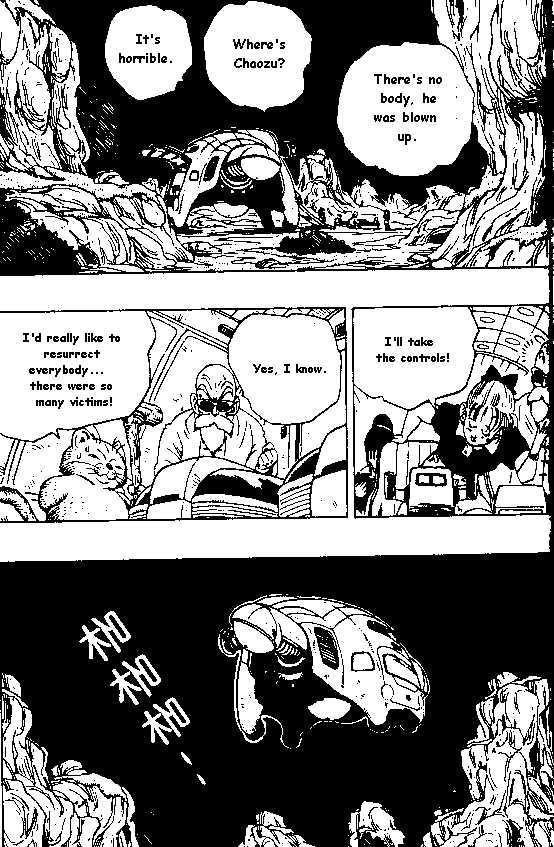 It's
horrible.
Where's
Chaozu?
There's no
body, he
was blown
up.
I'd really like to
resurrect
everybody...
there were so
many victims!
Yes, I know.
I'll take
the controls!